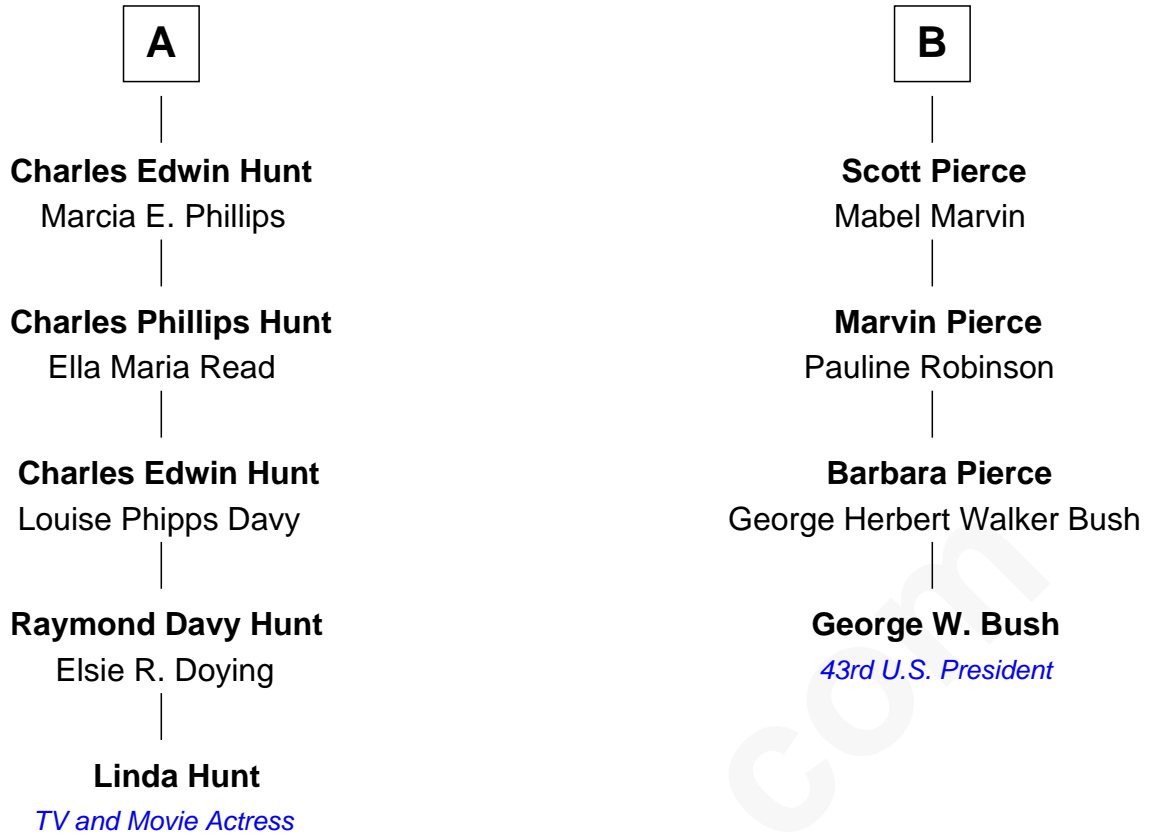 A
Charles Edwin Hunt
Marcia E. Phillips
Charles Phillips Hunt
Ella Maria Read
Charles Edwin Hunt
Louise Phipps Davy
Raymond Davy Hunt
Elsie R. Doying
Linda Hunt
TV and Movie Actress
B
Scott Pierce
Mabel Marvin
Marvin Pierce
Pauline Robinson
Barbara Pierce
George Herbert Walker Bush
George W. Bush
43rd U.S. President
com